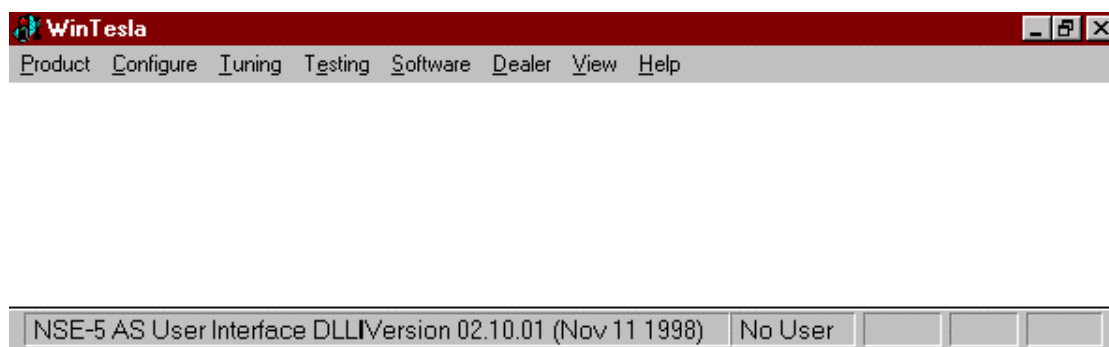 WinTesla
Product Configure Tuning Testing Software Dealer View Help
NSE-5 AS User Interface DLLIVersion 02.10.01 (Nov 11 1998) No User